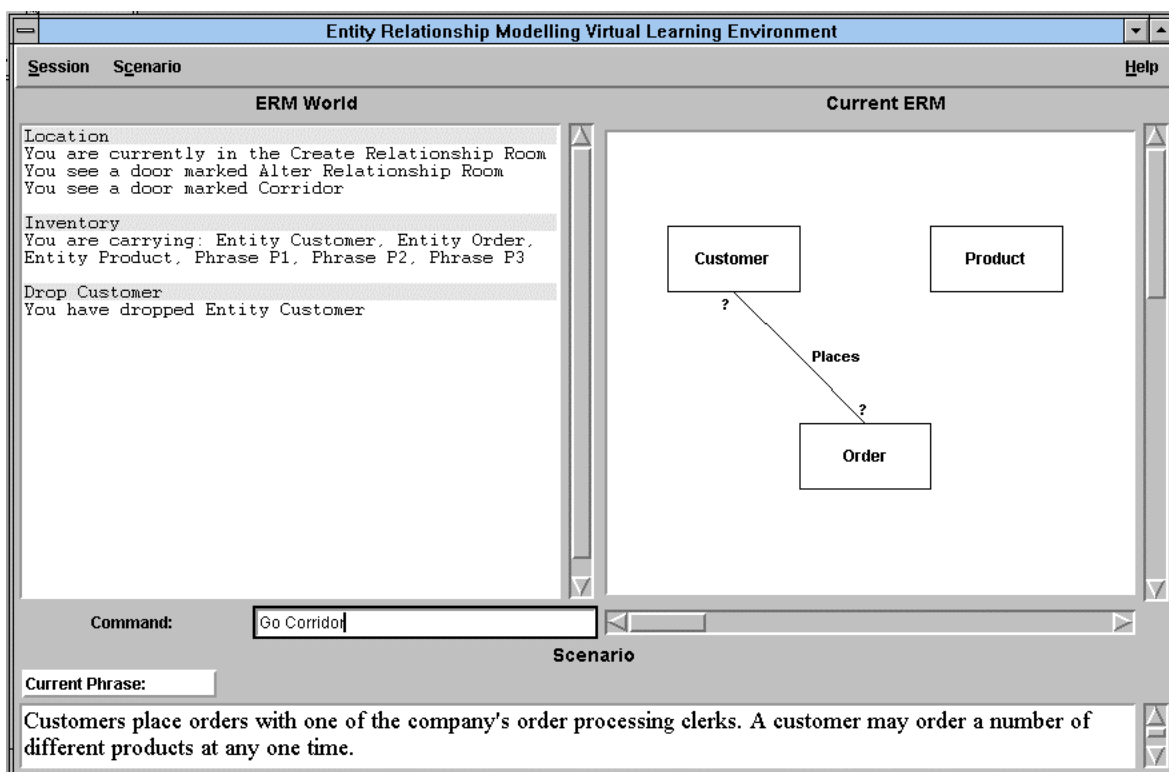 Entity Relationship Modelling Virtual Learning Environment
Session Scenario Help
ERM World
Current ERM
Location
You are currently in the Create Relationship Room
You see a door marked Alter Relationship Room
You see a door marked Corridor
Inventory
You are carrying: Entity Customer, Entity Order,
Entity Product, Phrase P1, Phrase P2, Phrase P3
Drop Customer
You have dropped Entity Customer
Customer
Product
?
Places
?
Order
Command: Go Corridor
Scenario
Current Phrase:
Customers place orders with one of the company's order processing clerks. A customer may order a number of
different products at any one time.